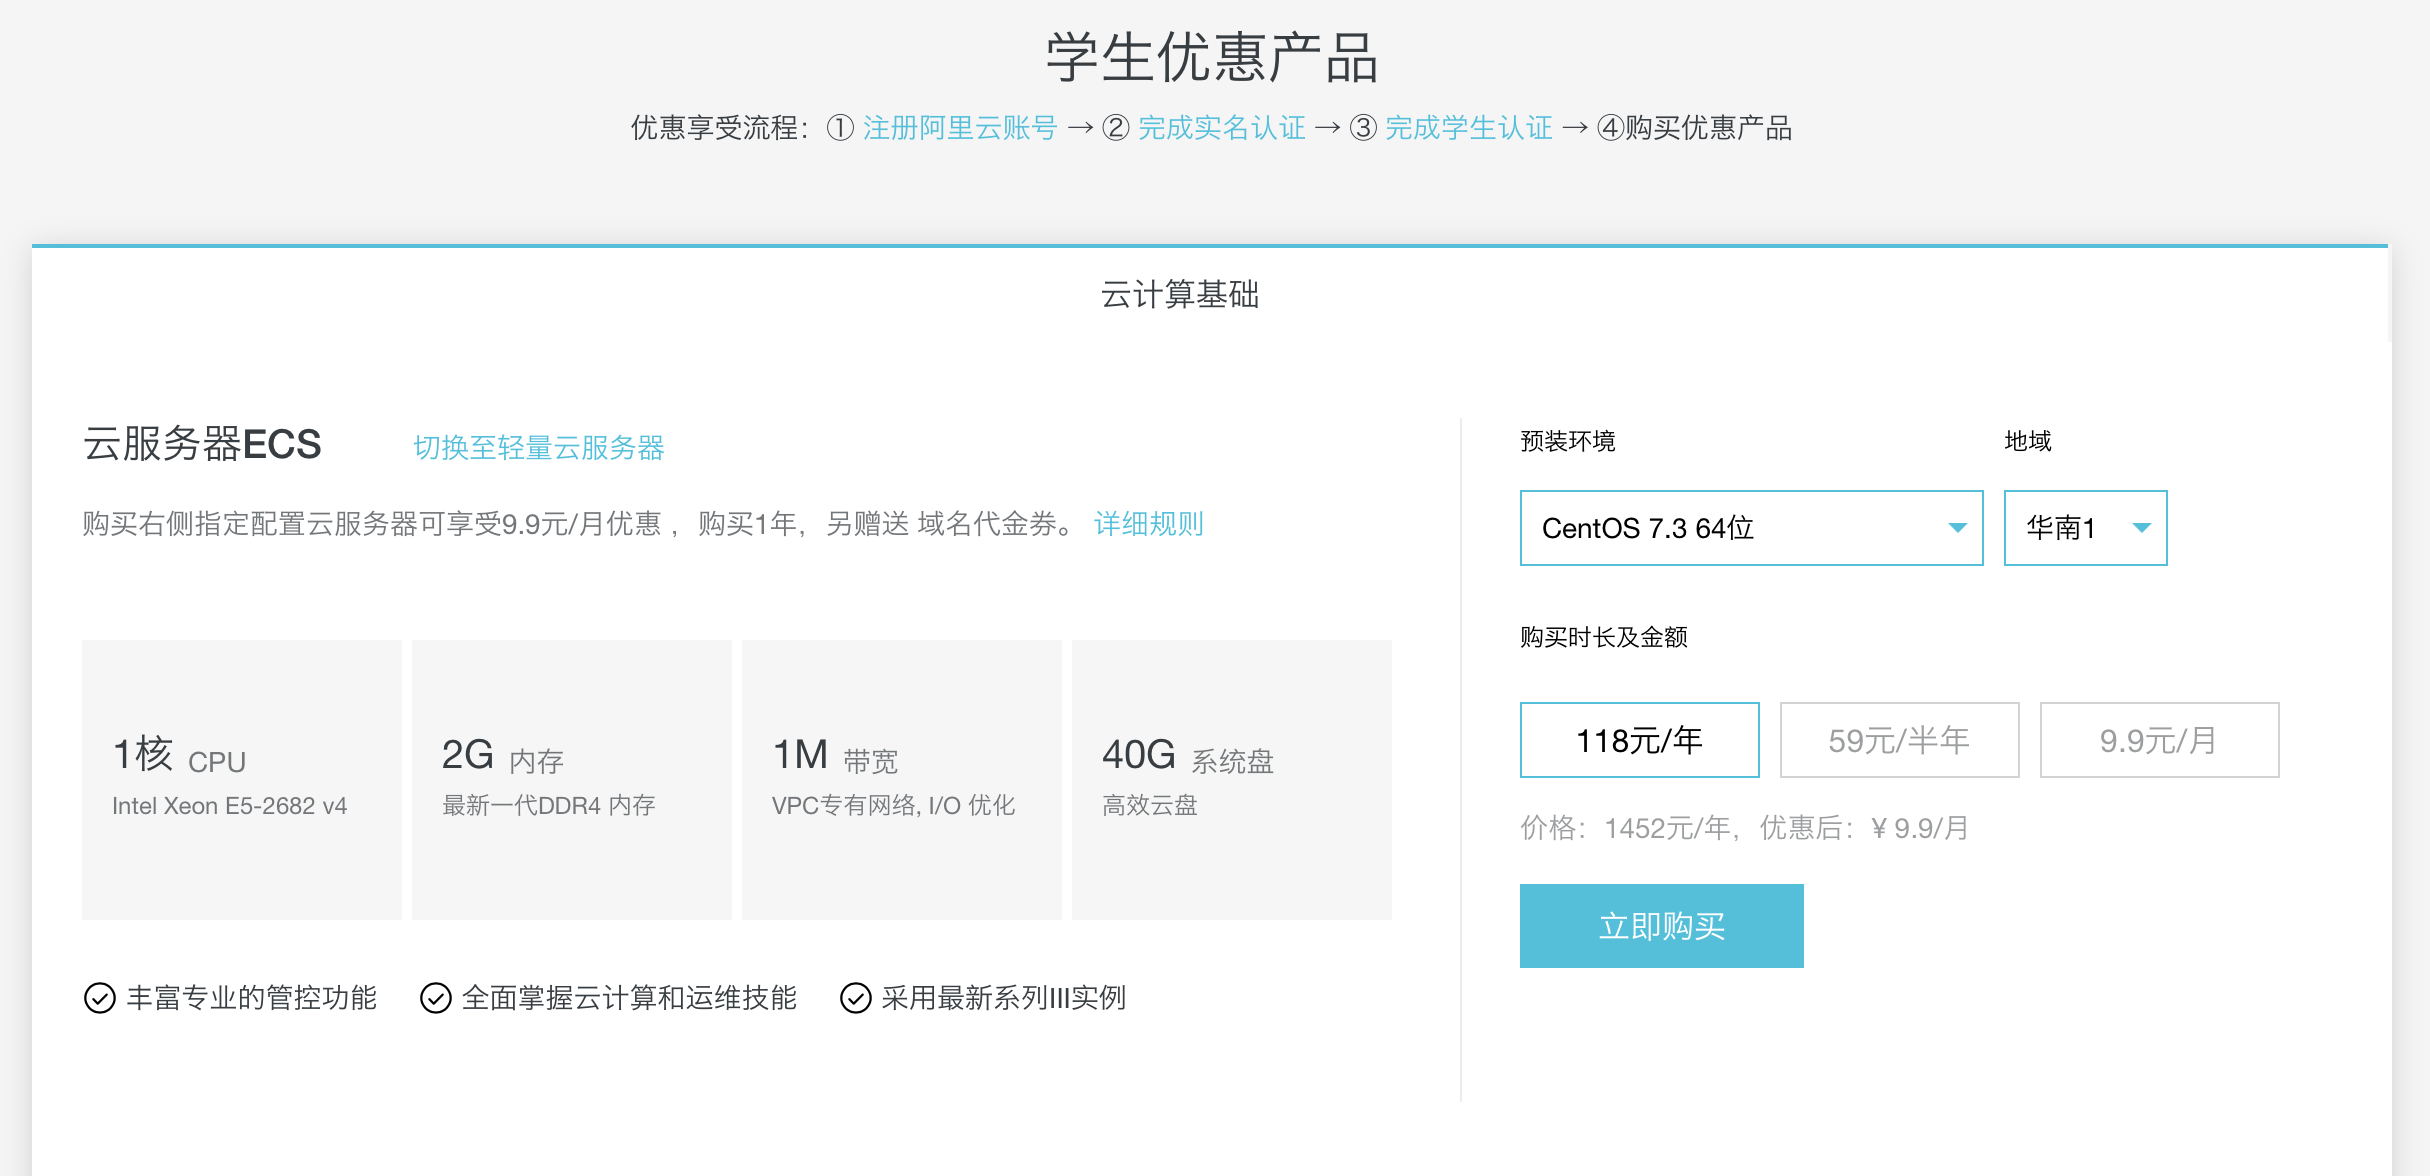 学生优惠产品
优惠享受流程：① 注册阿里云账号 → ② 完成实名认证 → ③ 完成学生认证 → ④购买优惠产品
云计算基础
云服务器ECS 切换至轻量云服务器
购买右侧指定配置云服务器可享受9.9元/月优惠 ，购买1年，另赠送 域名代金券。 详细规则
1核 CPU
Intel Xeon E5-2682 v4
2G 内存
最新一代DDR4 内存
1M 带宽
VPC专有网络, I/O 优化
40G 系统盘
高效云盘
丰富专业的管控功能 全面掌握云计算和运维技能 采用最新系列III实例
预装环境 地域
CentOS 7.3 64位 华南1
购买时长及金额
118元/年 59元/半年 9.9元/月
价格：1452元/年，优惠后：¥ 9.9/月
立即购买